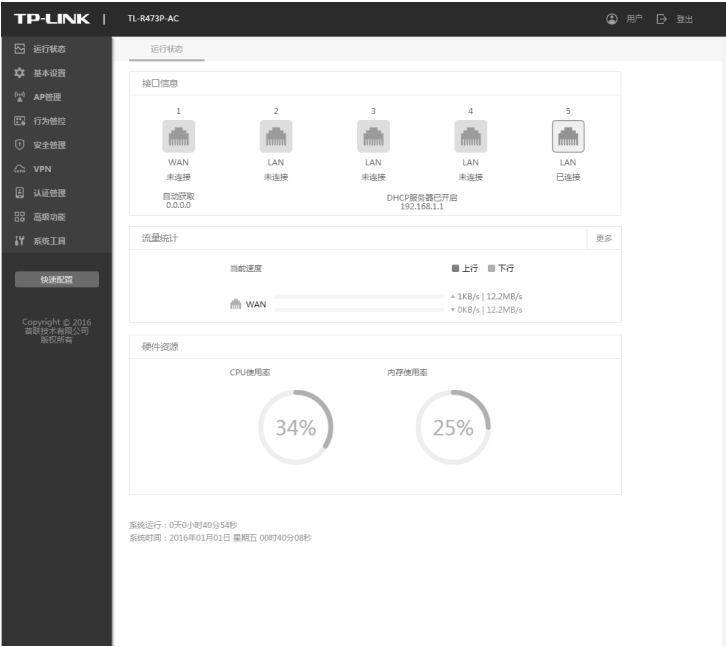 TP-LINK | TL-R473P-AC 用户 登出
运行状态
基本设置
AP管理
行为管控
安全管理
VPN
认证管理
高级功能
系统工具
快速配置
Copyright © 2016
普联技术有限公司
版权所有
运行状态
接口信息
1 2 3 4 5
WAN LAN LAN LAN LAN
未连接 未连接 未连接 未连接 已连接
自动获取 DHCP服务器已开启
0.0.0.0 192.168.1.1
流量统计 更多
当前速度 上行 下行
WAN
1KB/s | 12.2MB/s
0KB/s | 12.2MB/s
硬件资源
CPU使用率 内存使用率
34% 25%
系统运行：0天0小时40分54秒
系统时间：2016年01月01日 星期五 00时40分08秒